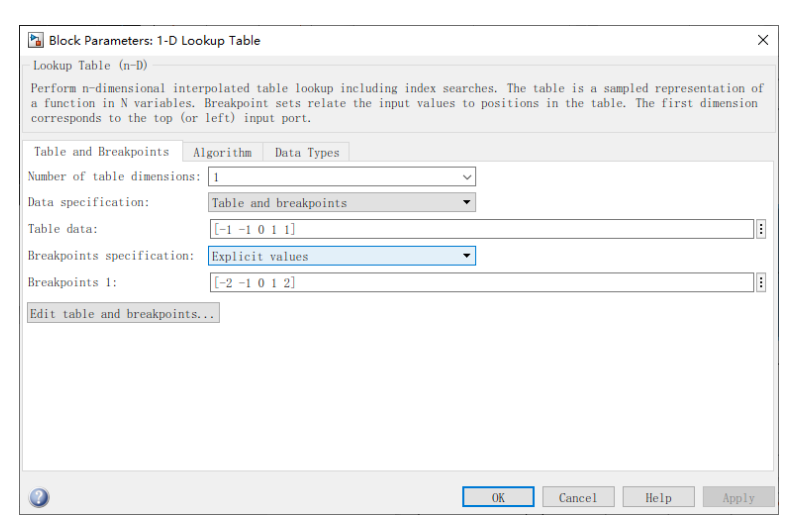 Block Parameters: 1-D Lookup Table
Lookup Table (n-D)
Perform n-dimensional interpolated table lookup including index searches. The table is a sampled representation of
a function in N variables. Breakpoint sets relate the input values to positions in the table. The first dimension
corresponds to the top (or left) input port.
Table and Breakpoints Algorithm Data Types
Number of table dimensions: 1
Data specification: Table and breakpoints
Table data: [-1 -1 0 1 1]
Breakpoints specification: Explicit values
Breakpoints 1: [-2 -1 0 1 2]
Edit table and breakpoints...
OK Cancel Help Apply